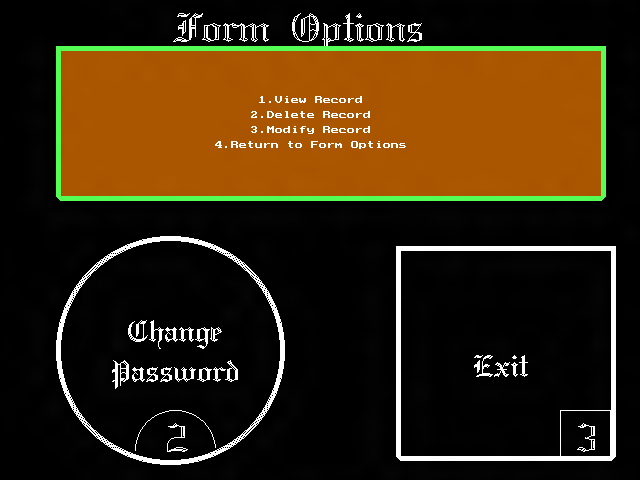 Form Options
1.View Record
2.Delete Record
3.Modify Record
4.Return to Form Options
Change
Password
2
Exit
3